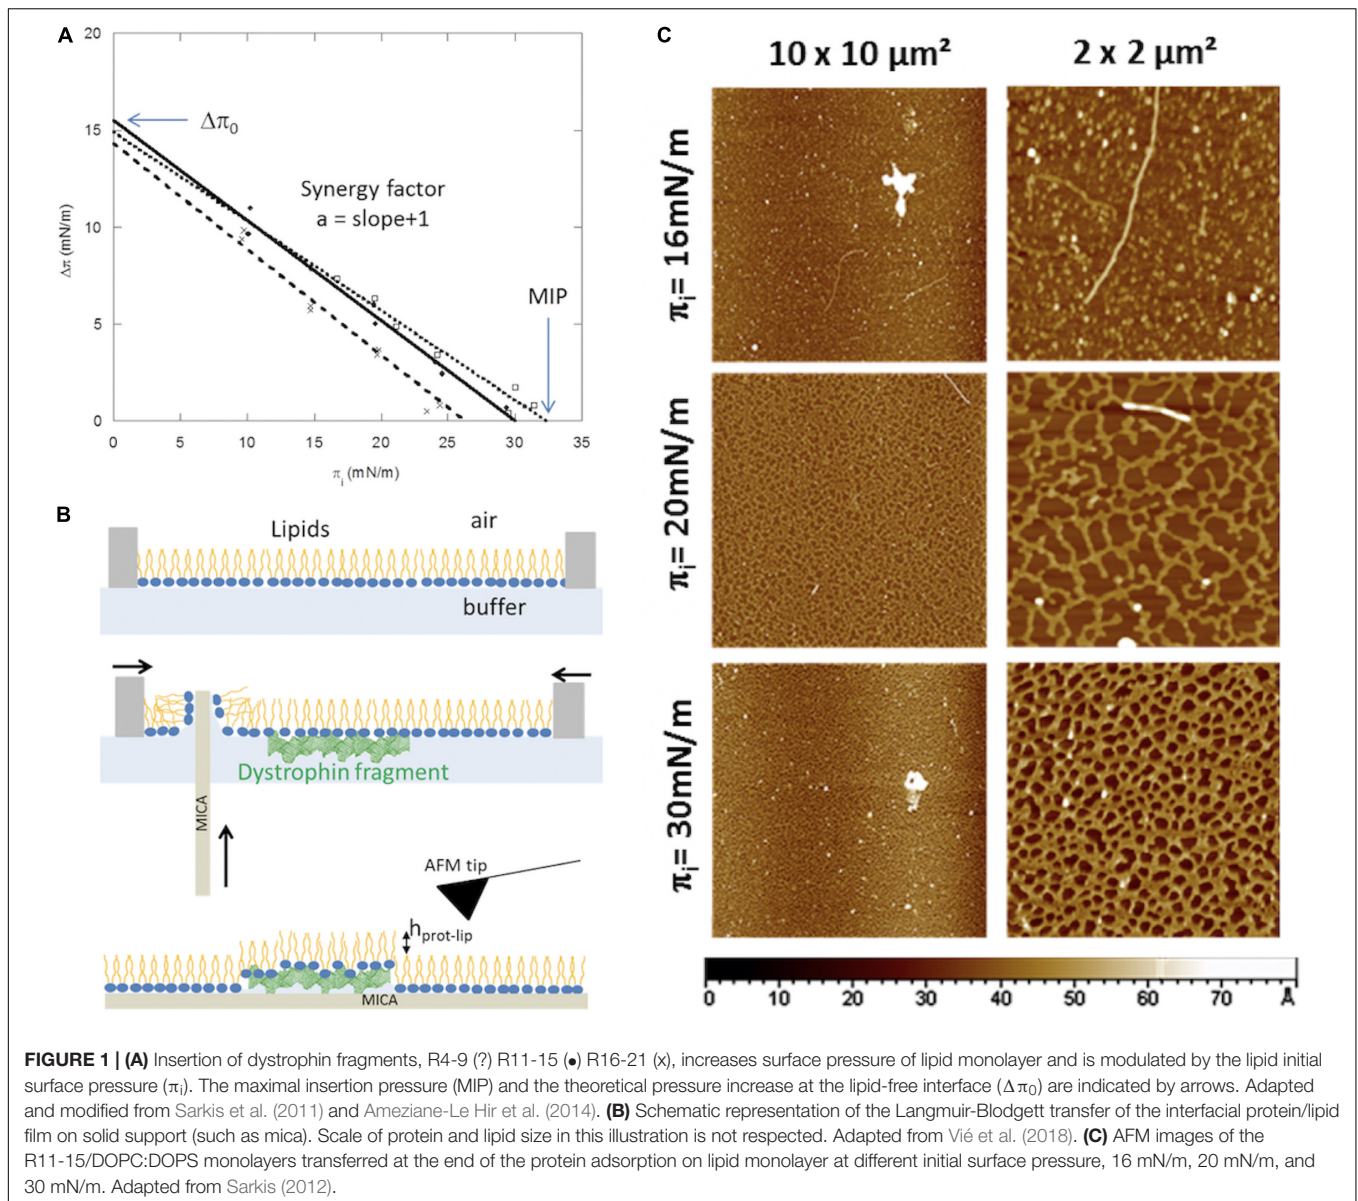 A
20
15
10
5
0
Δπ (mN/m)
Δπ0
Synergy factor
a = slope+1
MIP
0 5 10 15 20 25 30 35
πi (mN/m)
B
Lipids
air
buffer
Dystrophin fragment
MICA
AFM tip
hprot-lip
MICA
C
10 x 10 µm² 2 x 2 µm²
πi= 16mN/m
πi= 20mN/m
πi= 30mN/m
0 10 20 30 40 50 60 70 Å
FIGURE 1 | (A) Insertion of dystrophin fragments, R4-9 (?) R11-15 (●) R16-21 (x), increases surface pressure of lipid monolayer and is modulated by the lipid initial
surface pressure (πi). The maximal insertion pressure (MIP) and the theoretical pressure increase at the lipid-free interface (Δπ0) are indicated by arrows. Adapted
and modified from Sarkis et al. (2011) and Ameziane-Le Hir et al. (2014). (B) Schematic representation of the Langmuir-Blodgett transfer of the interfacial protein/lipid
film on solid support (such as mica). Scale of protein and lipid size in this illustration is not respected. Adapted from Vié et al. (2018). (C) AFM images of the
R11-15/DOPC:DOPS monolayers transferred at the end of the protein adsorption on lipid monolayer at different initial surface pressure, 16 mN/m, 20 mN/m, and
30 mN/m. Adapted from Sarkis (2012).